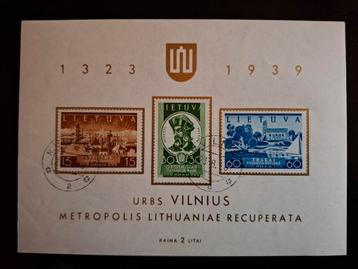 1323 1939
LIETUVA LIETUVA LIETUVA
TRAKAI
15 15 30 30 60 60
URBS VILNIUS
METROPOLIS LITHUANIAE RECUPERATA
KAINA 2 LITAI